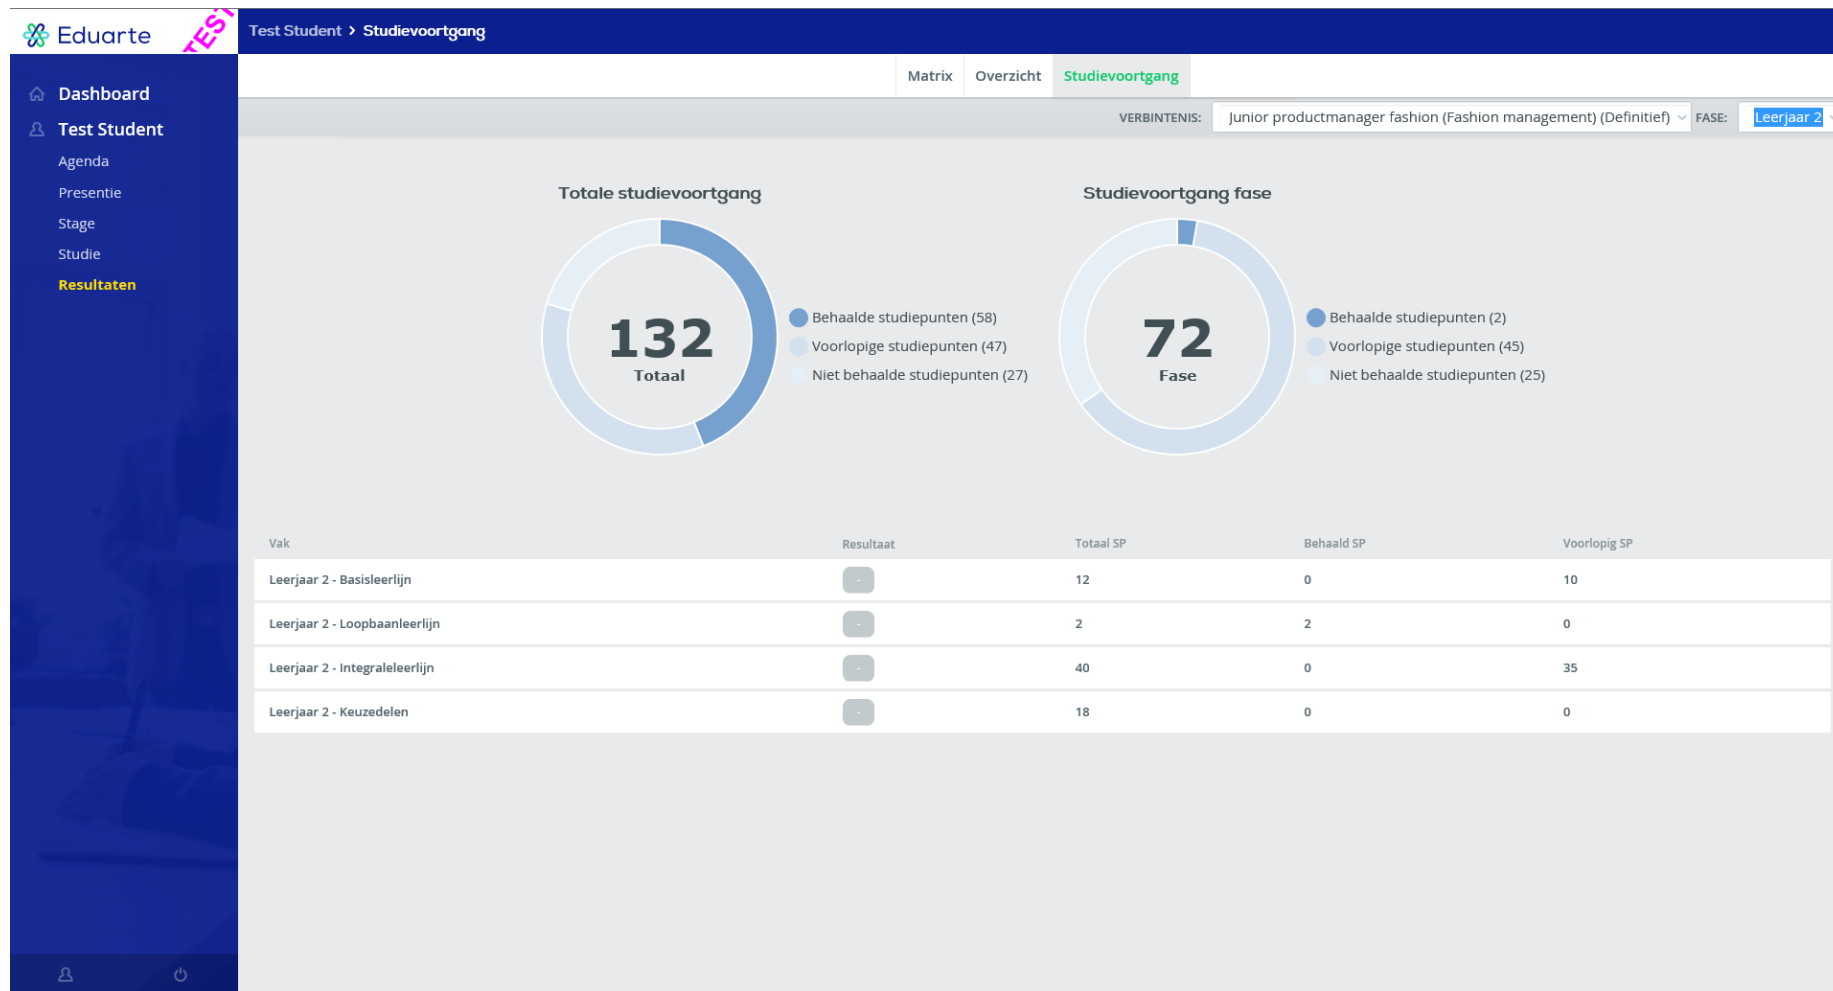 Eduarte
TEST
Test Student > Studievoortgang
Dashboard
Test Student
Agenda
Presentie
Stage
Studie
Resultaten
Matrix Overzicht Studievoortgang
VERBINTENIS: Junior productmanager fashion (Fashion management) (Definitief) FASE: Leerjaar 2
Totale studievoortgang
132
Totaal
Behaalde studiepunten (58)
Voorlopige studiepunten (47)
Niet behaalde studiepunten (27)
Studievoortgang fase
72
Fase
Behaalde studiepunten (2)
Voorlopige studiepunten (45)
Niet behaalde studiepunten (25)
Vak Resultaat Totaal SP Behaald SP Voorlopig SP
Leerjaar 2 - Basisleerlijn - 12 0 10
Leerjaar 2 - Loopbaanleerlijn - 2 2 0
Leerjaar 2 - Integraleleerlijn - 40 0 35
Leerjaar 2 - Keuzedelen - 18 0 0